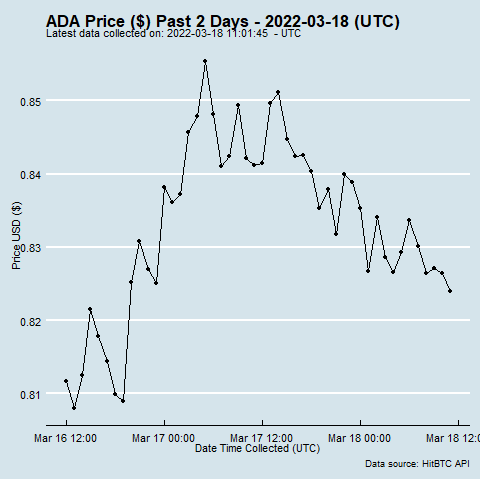 ADA Price ($) Past 2 Days - 2022-03-18 (UTC)
Latest data collected on: 2022-03-18 11:01:45 - UTC
0.85
0.84
0.83
0.82
0.81
Price USD ($)
Mar 16 12:00 Mar 17 00:00 Mar 17 12:00 Mar 18 00:00 Mar 18 12:
Date Time Collected (UTC)
Data source: HitBTC API